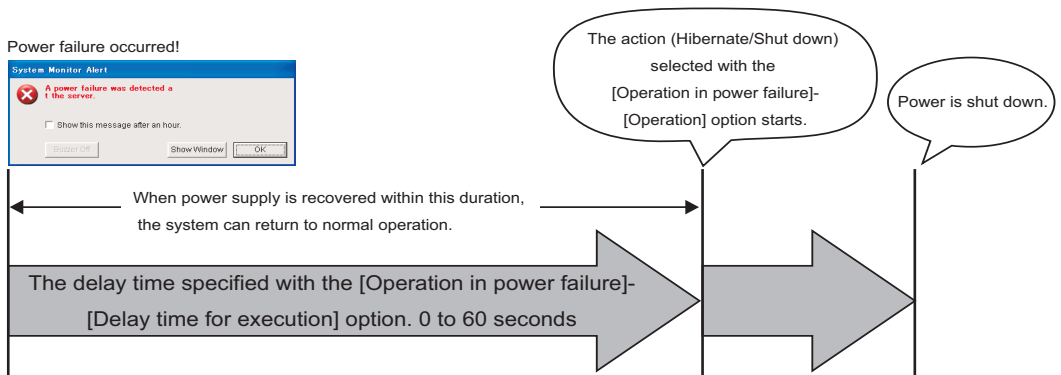 Power failure occurred!
System Monitor Alert
A power failure was detected a
t the server.
Show this message after an hour.
Buzzer Off
Show Window
OK
The action (Hibernate/Shut down)
selected with the
[Operation in power failure]-
[Operation] option starts.
Power is shut down.
When power supply is recovered within this duration,
the system can return to normal operation.
The delay time specified with the [Operation in power failure]-
[Delay time for execution] option. 0 to 60 seconds